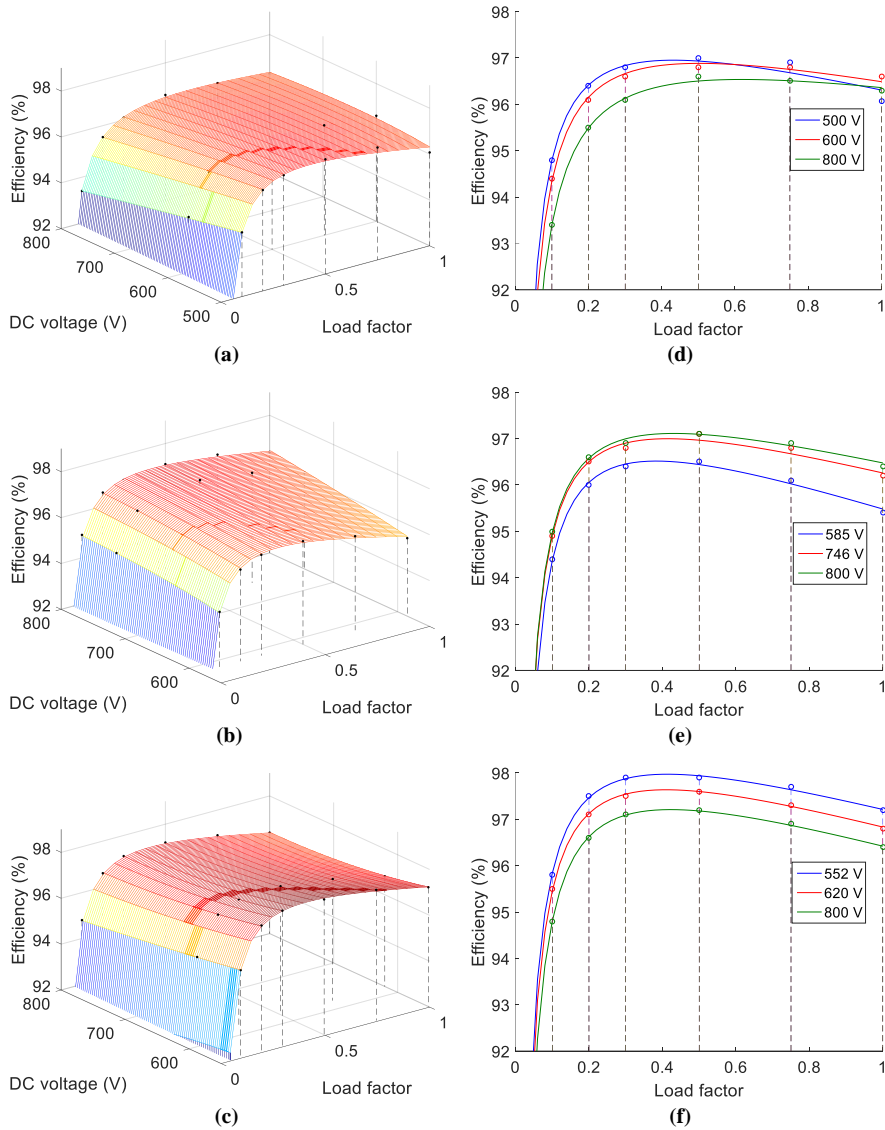 98
96
94
92
Efficiency (%)
800
700
600
500
DC voltage (V)
0
0.5
1
Load factor
(a)
98
97
96
95
94
93
92
Efficiency (%)
0
0.2
0.4
0.6
0.8
1
Load factor
500 V
600 V
800 V
(d)
98
96
94
92
Efficiency (%)
800
700
600
DC voltage (V)
0
0.5
1
Load factor
(b)
98
97
96
95
94
93
92
Efficiency (%)
0
0.2
0.4
0.6
0.8
1
Load factor
585 V
746 V
800 V
(e)
98
96
94
92
Efficiency (%)
800
700
600
DC voltage (V)
0
0.5
1
Load factor
(c)
98
97
96
95
94
93
92
Efficiency (%)
0
0.2
0.4
0.6
0.8
1
Load factor
552 V
620 V
800 V
(f)